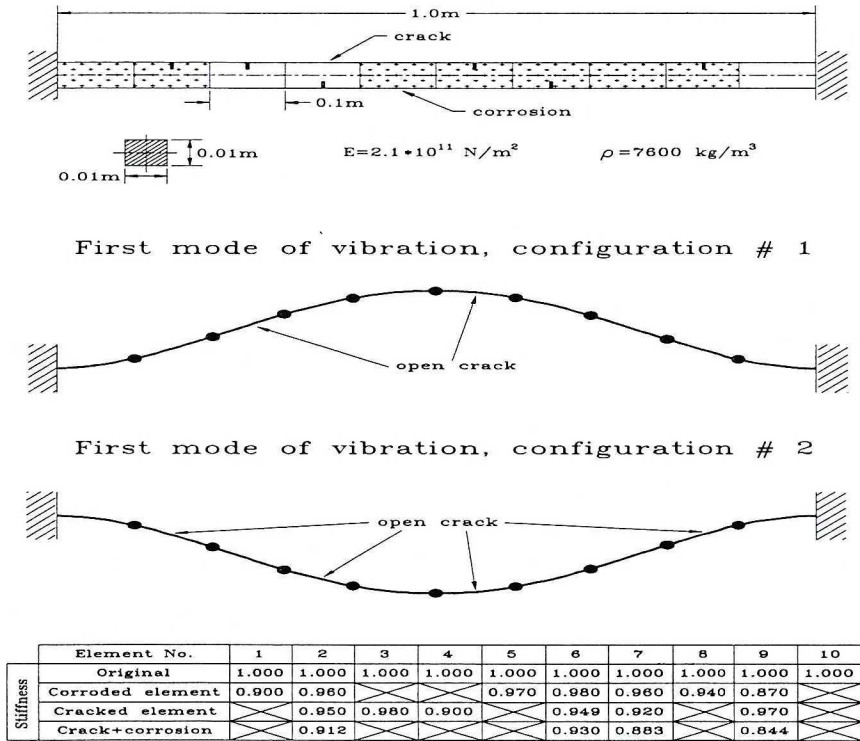 1.0m
crack
0.1m
corrosion
0.01m
0.01m
E=2.1*10¹¹ N/m²
ρ=7600 kg/m³
First mode of vibration, configuration # 1
open crack
First mode of vibration, configuration # 2
open crack
Element No. 1 2 3 4 5 6 7 8 9 10
Stiffness
Original 1.000 1.000 1.000 1.000 1.000 1.000 1.000 1.000 1.000 1.000
Corroded element 0.900 0.960 0.970 0.980 0.960 0.940 0.870
Cracked element 0.950 0.980 0.900 0.949 0.920 0.970
Crack+corrosion 0.912 0.930 0.883 0.844